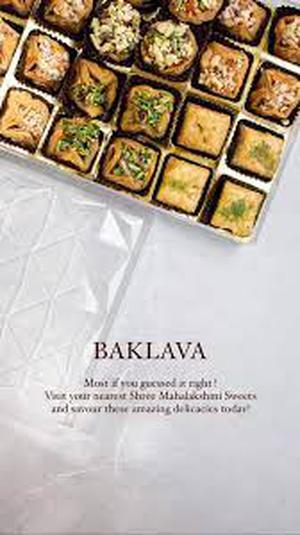 BAKLAVA
Most if you guessed it right!
Visit your nearest Shree Mahalakshmi Sweets
and savour these amazing delicacies today!